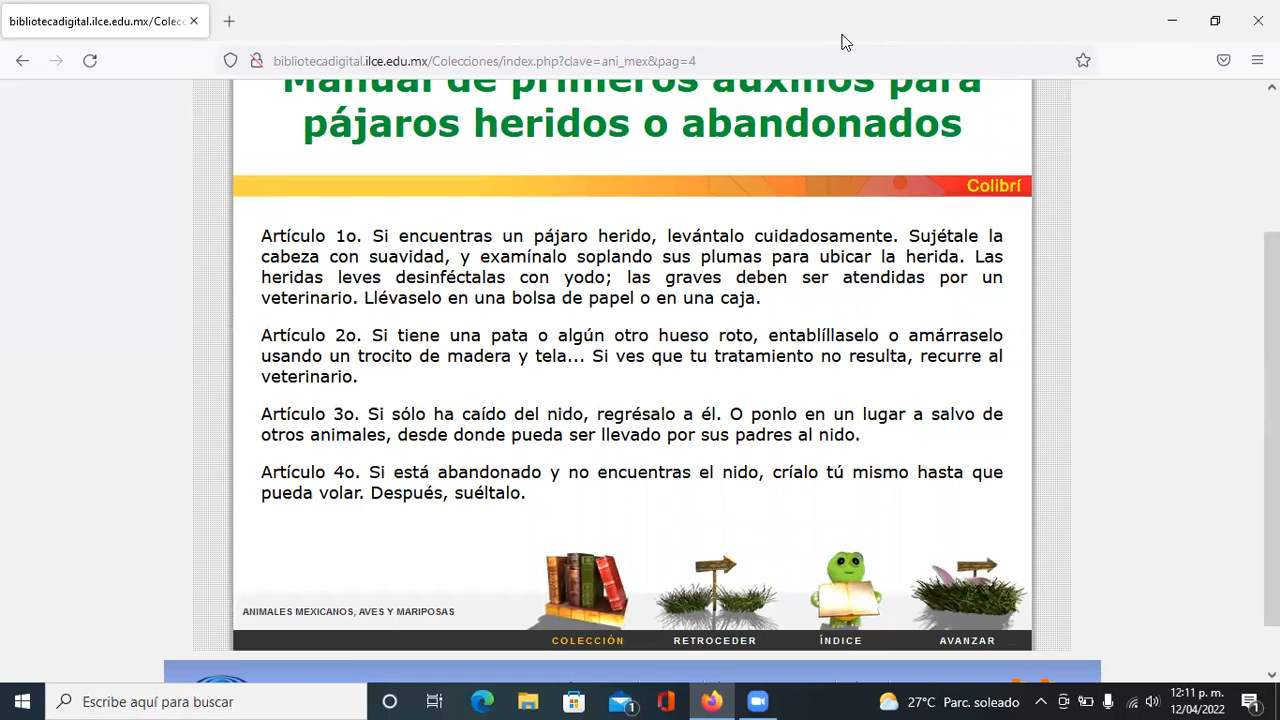 bibliotecadigital.ilce.edu.mx/Colecc
bibliotecadigital.ilce.edu.mx/Colecciones/index.php?clave=ani_mex&pag=4
Manual de primeros auxilios para
pájaros heridos o abandonados
Colibrí
Artículo 1o. Si encuentras un pájaro herido, levántalo cuidadosamente. Sujétale la
cabeza con suavidad, y examínalo soplando sus plumas para ubicar la herida. Las
heridas leves desinféctalas con yodo; las graves deben ser atendidas por un
veterinario. Llévaselo en una bolsa de papel o en una caja.
Artículo 2o. Si tiene una pata o algún otro hueso roto, entablíllaselo o amárraselo
usando un trocito de madera y tela... Si ves que tu tratamiento no resulta, recurre al
veterinario.
Artículo 3o. Si sólo ha caído del nido, regrésalo a él. O ponlo en un lugar a salvo de
otros animales, desde donde pueda ser llevado por sus padres al nido.
Artículo 4o. Si está abandonado y no encuentras el nido, críalo tú mismo hasta que
pueda volar. Después, suéltalo.
ANIMALES MEXICANOS, AVES Y MARIPOSAS
COLECCIÓN RETROCEDER ÍNDICE AVANZAR
Escribe aquí para buscar
1
27°C Parc. soleado
12:11 p. m.
12/04/2022
1